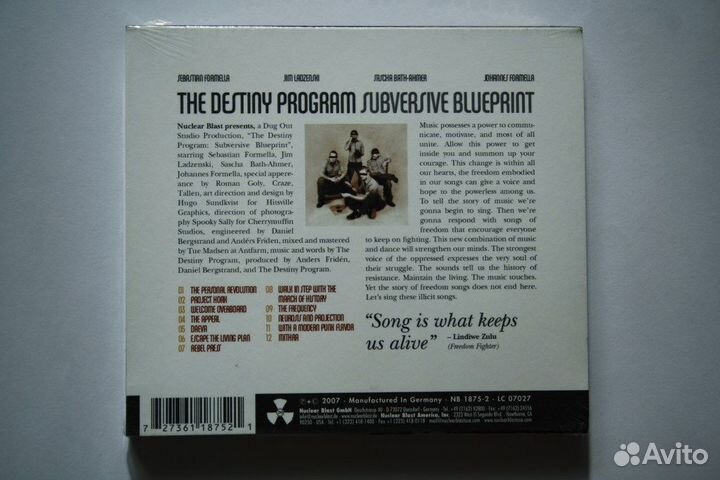 SEBASTIAN FORMELLA JIM LADZENSKI SASCHA BATH-AHMER JOHANNES FORMELLA
THE DESTINY PROGRAM SUBVERSIVE BLUEPRINT
Nuclear Blast presents, a Dug Out
Studio Production, "The Destiny
Program: Subversive Blueprint",
starring Sebastian Formella, Jim
Ladzenski, Sascha Bath-Ahmer,
Johannes Formella, special apprear-
ance by Roman Goly, Craze,
Tallen, art direction and design by
Hugo Sundkvist for Hitsville
Graphics, direction of photogra-
phy Spooky Sally for Cherrymuffin
Studios, engineered by Daniel
Bergstrand and Andérs Friden, mixed and mastered
by Tue Madsen at Antfarm, music and words by The
Destiny Program, produced by Anders Fridén,
Daniel Bergstrand, and The Destiny Program.
Music possesses a power to commu-
nicate, motivate, and most of all
unite. Allow this power to get
inside you and summon up your
courage. This change is within all
our hearts, the freedom embodied
in our songs can give a voice and
hope to the powerless among us.
To tell the story of music we're
gonna begin to sing. Then we're
gonna respond with songs of
freedom that encourage everyone
to keep on fighting. This new combination of music
and dance will strengthen our minds. The strongest
voice of the oppressed expresses the very soul of
their struggle. The sounds tell us the history of
resistance. Maintain the living. The music touches.
Yet the story of freedom songs does not end here.
Let's sing these illicit songs.
01 THE PERSONAL REVOLUTION
02 PROJECT HOAX
03 WELCOME OVERBOARD
04 THE APPEAL
05 DAEVA
06 ESCAPE THE LIVING PLAN
07 REBEL PRESS
08 WALK IN STEP WITH THE
MARCH OF HISTORY
09 THE FREQUENCY
10 NEUROSIS AND PROJECTION
11 WITH A MODERN PUNK FLAVOR
12 MITHRA
"Song is what keeps
us alive"
– Lindiwe Zulu
(Freedom Fighter)
℗+© 2007 - Manufactured In Germany - NB 1875-2 - LC 07027
Nuclear Blast GmbH
Nuclear Blast America, Inc.
7 27361 18752 1
Avito